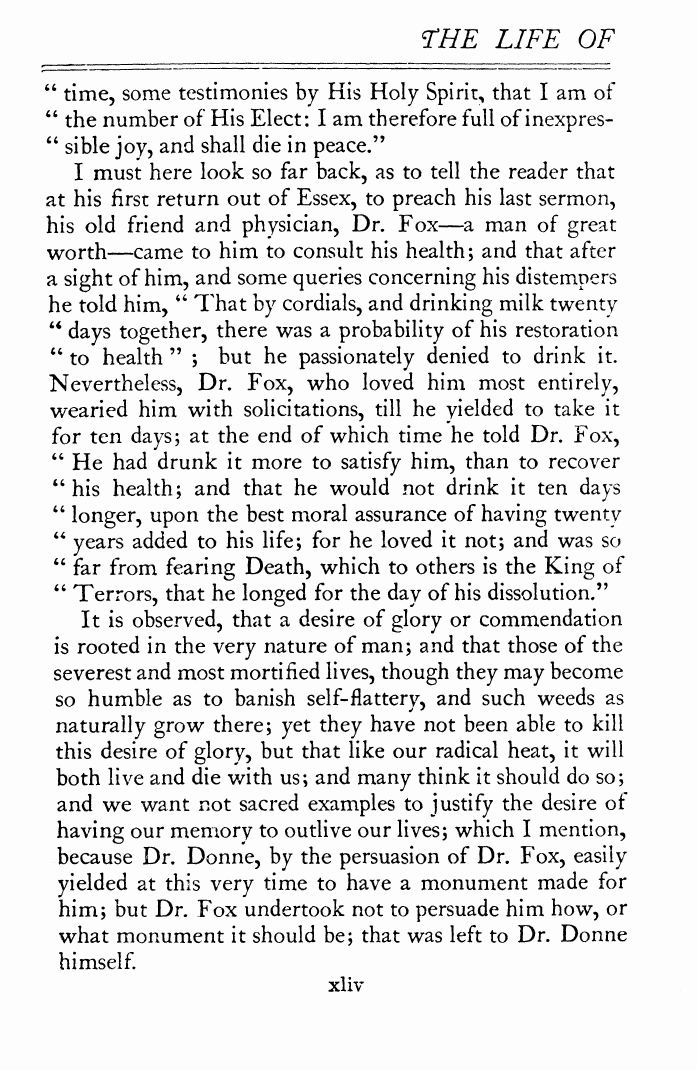 THE LIFE OF
“ time, some testimonies by His Holy Spirit, that I am of
“ the number of His Elect: I am therefore full of inexpres-
“ sible joy, and shall die in peace.”
I must here look so far back, as to tell the reader that
at his first return out of Essex, to preach his last sermon,
his old friend and physician, Dr. Fox—a man of great
worth—came to him to consult his health; and that after
a sight of him, and some queries concerning his distempers
he told him, “ That by cordials, and drinking milk twenty
“ days together, there was a probability of his restoration
“ to health ” ; but he passionately denied to drink it.
Nevertheless, Dr. Fox, who loved him most entirely,
wearied him with solicitations, till he yielded to take it
for ten days; at the end of which time he told Dr. Fox,
“ He had drunk it more to satisfy him, than to recover
“ his health; and that he would not drink it ten days
“ longer, upon the best moral assurance of having twenty
“ years added to his life; for he loved it not; and was so
“ far from fearing Death, which to others is the King of
“ Terrors, that he longed for the day of his dissolution.”
It is observed, that a desire of glory or commendation
is rooted in the very nature of man; and that those of the
severest and most mortified lives, though they may become
so humble as to banish self-flattery, and such weeds as
naturally grow there; yet they have not been able to kill
this desire of glory, but that like our radical heat, it will
both live and die with us; and many think it should do so;
and we want not sacred examples to justify the desire of
having our memory to outlive our lives; which I mention,
because Dr. Donne, by the persuasion of Dr. Fox, easily
yielded at this very time to have a monument made for
him; but Dr. Fox undertook not to persuade him how, or
what monument it should be; that was left to Dr. Donne
himself.
xliv